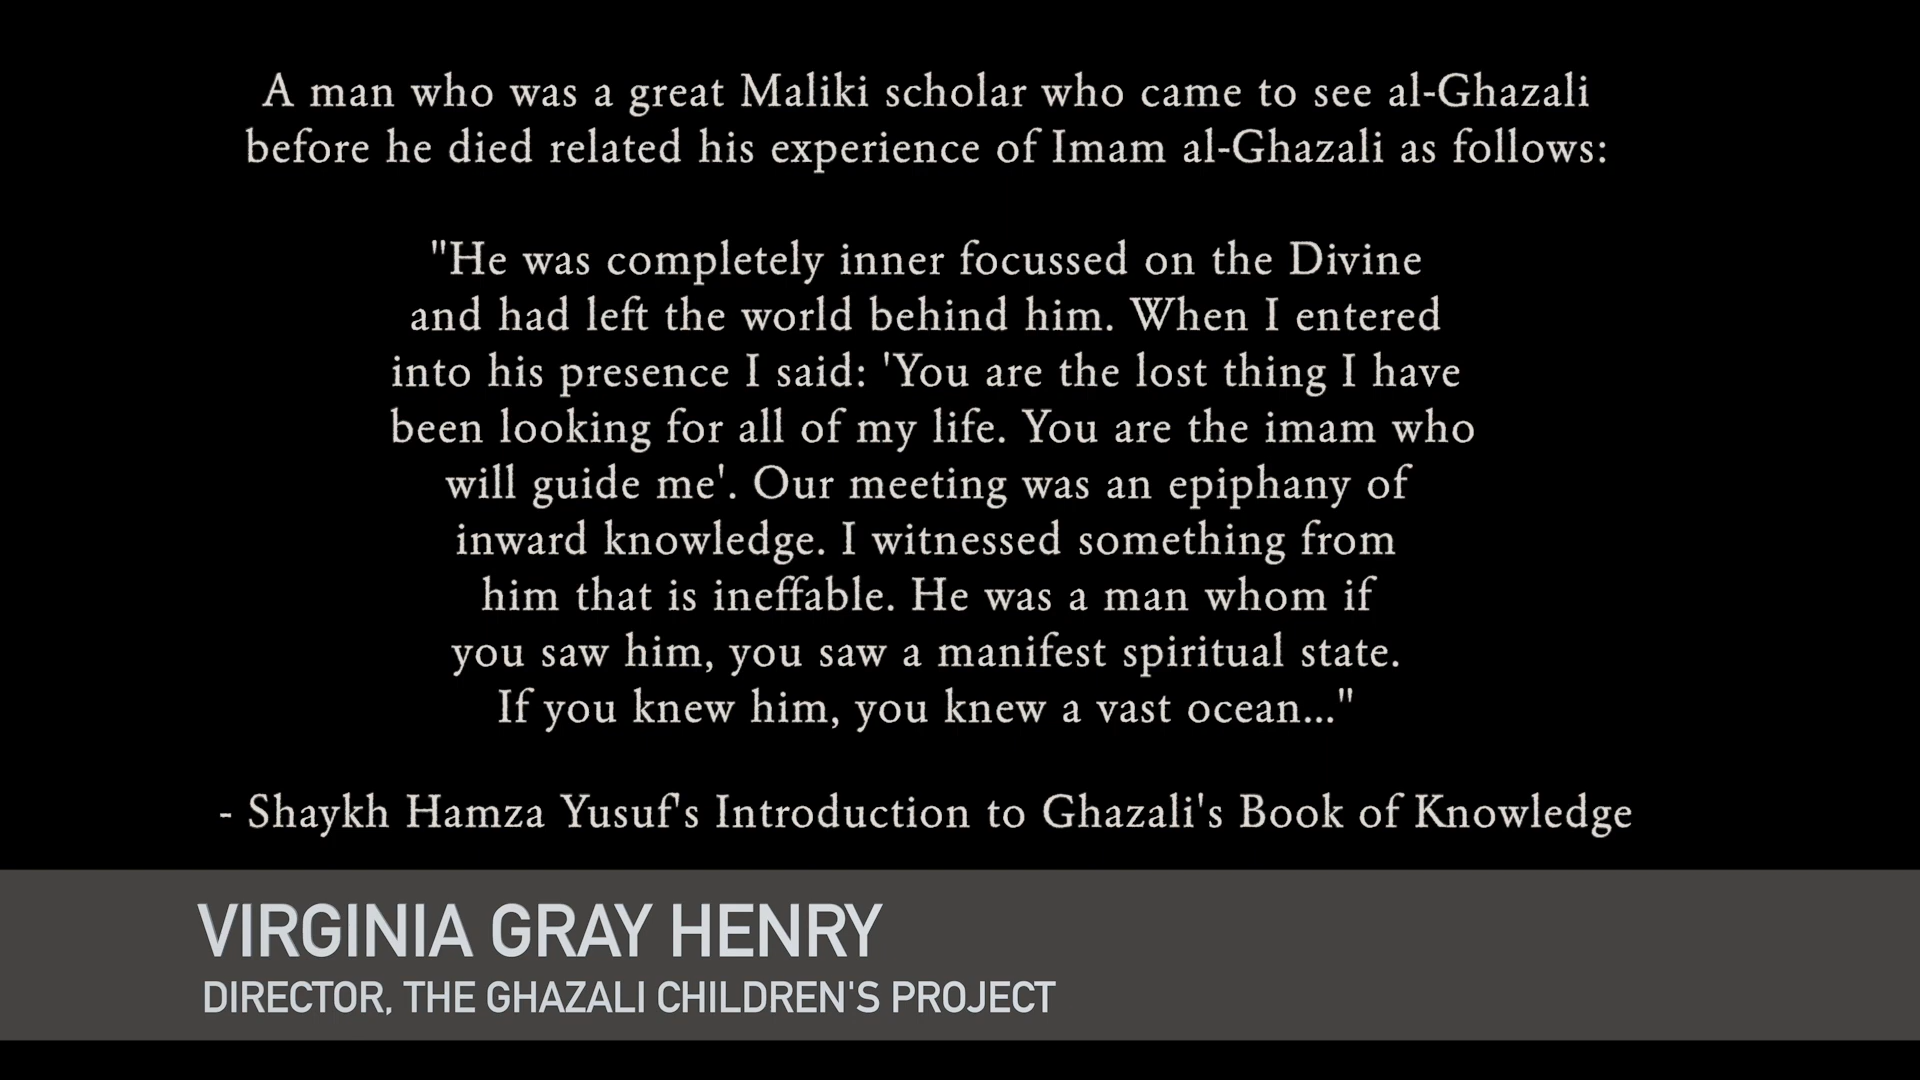 A man who was a great Maliki scholar who came to see al-Ghazali
before he died related his experience of Imam al-Ghazali as follows:
"He was completely inner focussed on the Divine
and had left the world behind him. When I entered
into his presence I said: 'You are the lost thing I have
been looking for all of my life. You are the imam who
will guide me'. Our meeting was an epiphany of
inward knowledge. I witnessed something from
him that is ineffable. He was a man whom if
you saw him, you saw a manifest spiritual state.
If you knew him, you knew a vast ocean..."
- Shaykh Hamza Yusuf's Introduction to Ghazali's Book of Knowledge
VIRGINIA GRAY HENRY
DIRECTOR, THE GHAZALI CHILDREN'S PROJECT